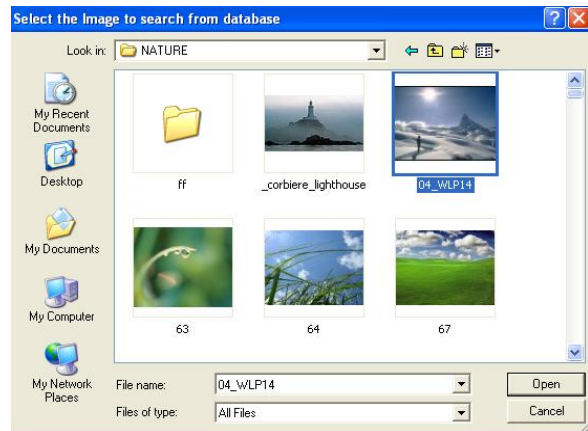 Select the Image to search from database
Look in:
NATURE
My Recent
Documents
Desktop
My Documents
My Computer
My Network
Places
ff
_corbiere_lighthouse
04_WLP14
63
64
67
File name:
04_WLP14
Open
Files of type:
All Files
Cancel